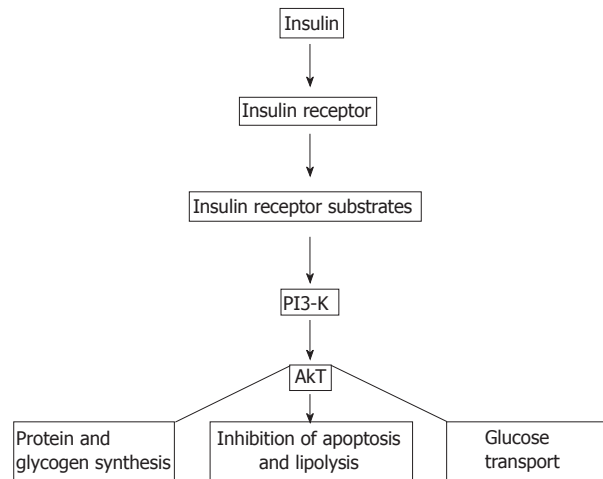 Insulin
Insulin receptor
Insulin receptor substrates
PI3-K
AkT
Protein and
glycogen synthesis
Inhibition of apoptosis
and lipolysis
Glucose
transport